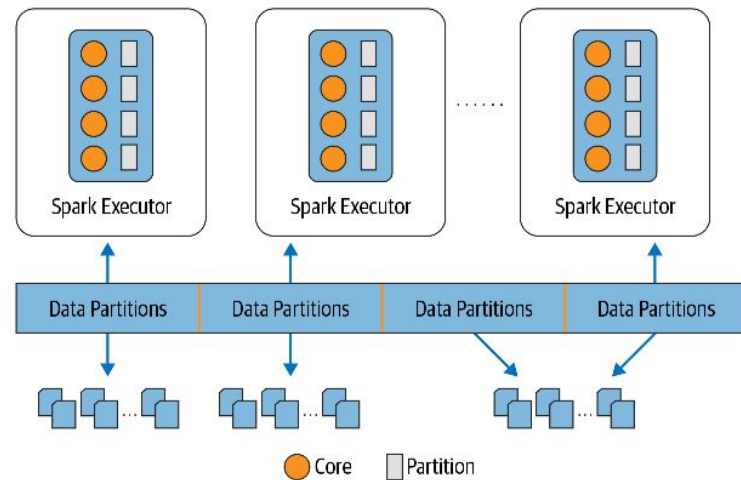 Spark Executor
Spark Executor
......
Spark Executor
Data Partitions
Data Partitions
Data Partitions
Data Partitions
...
...
...
Core
Partition